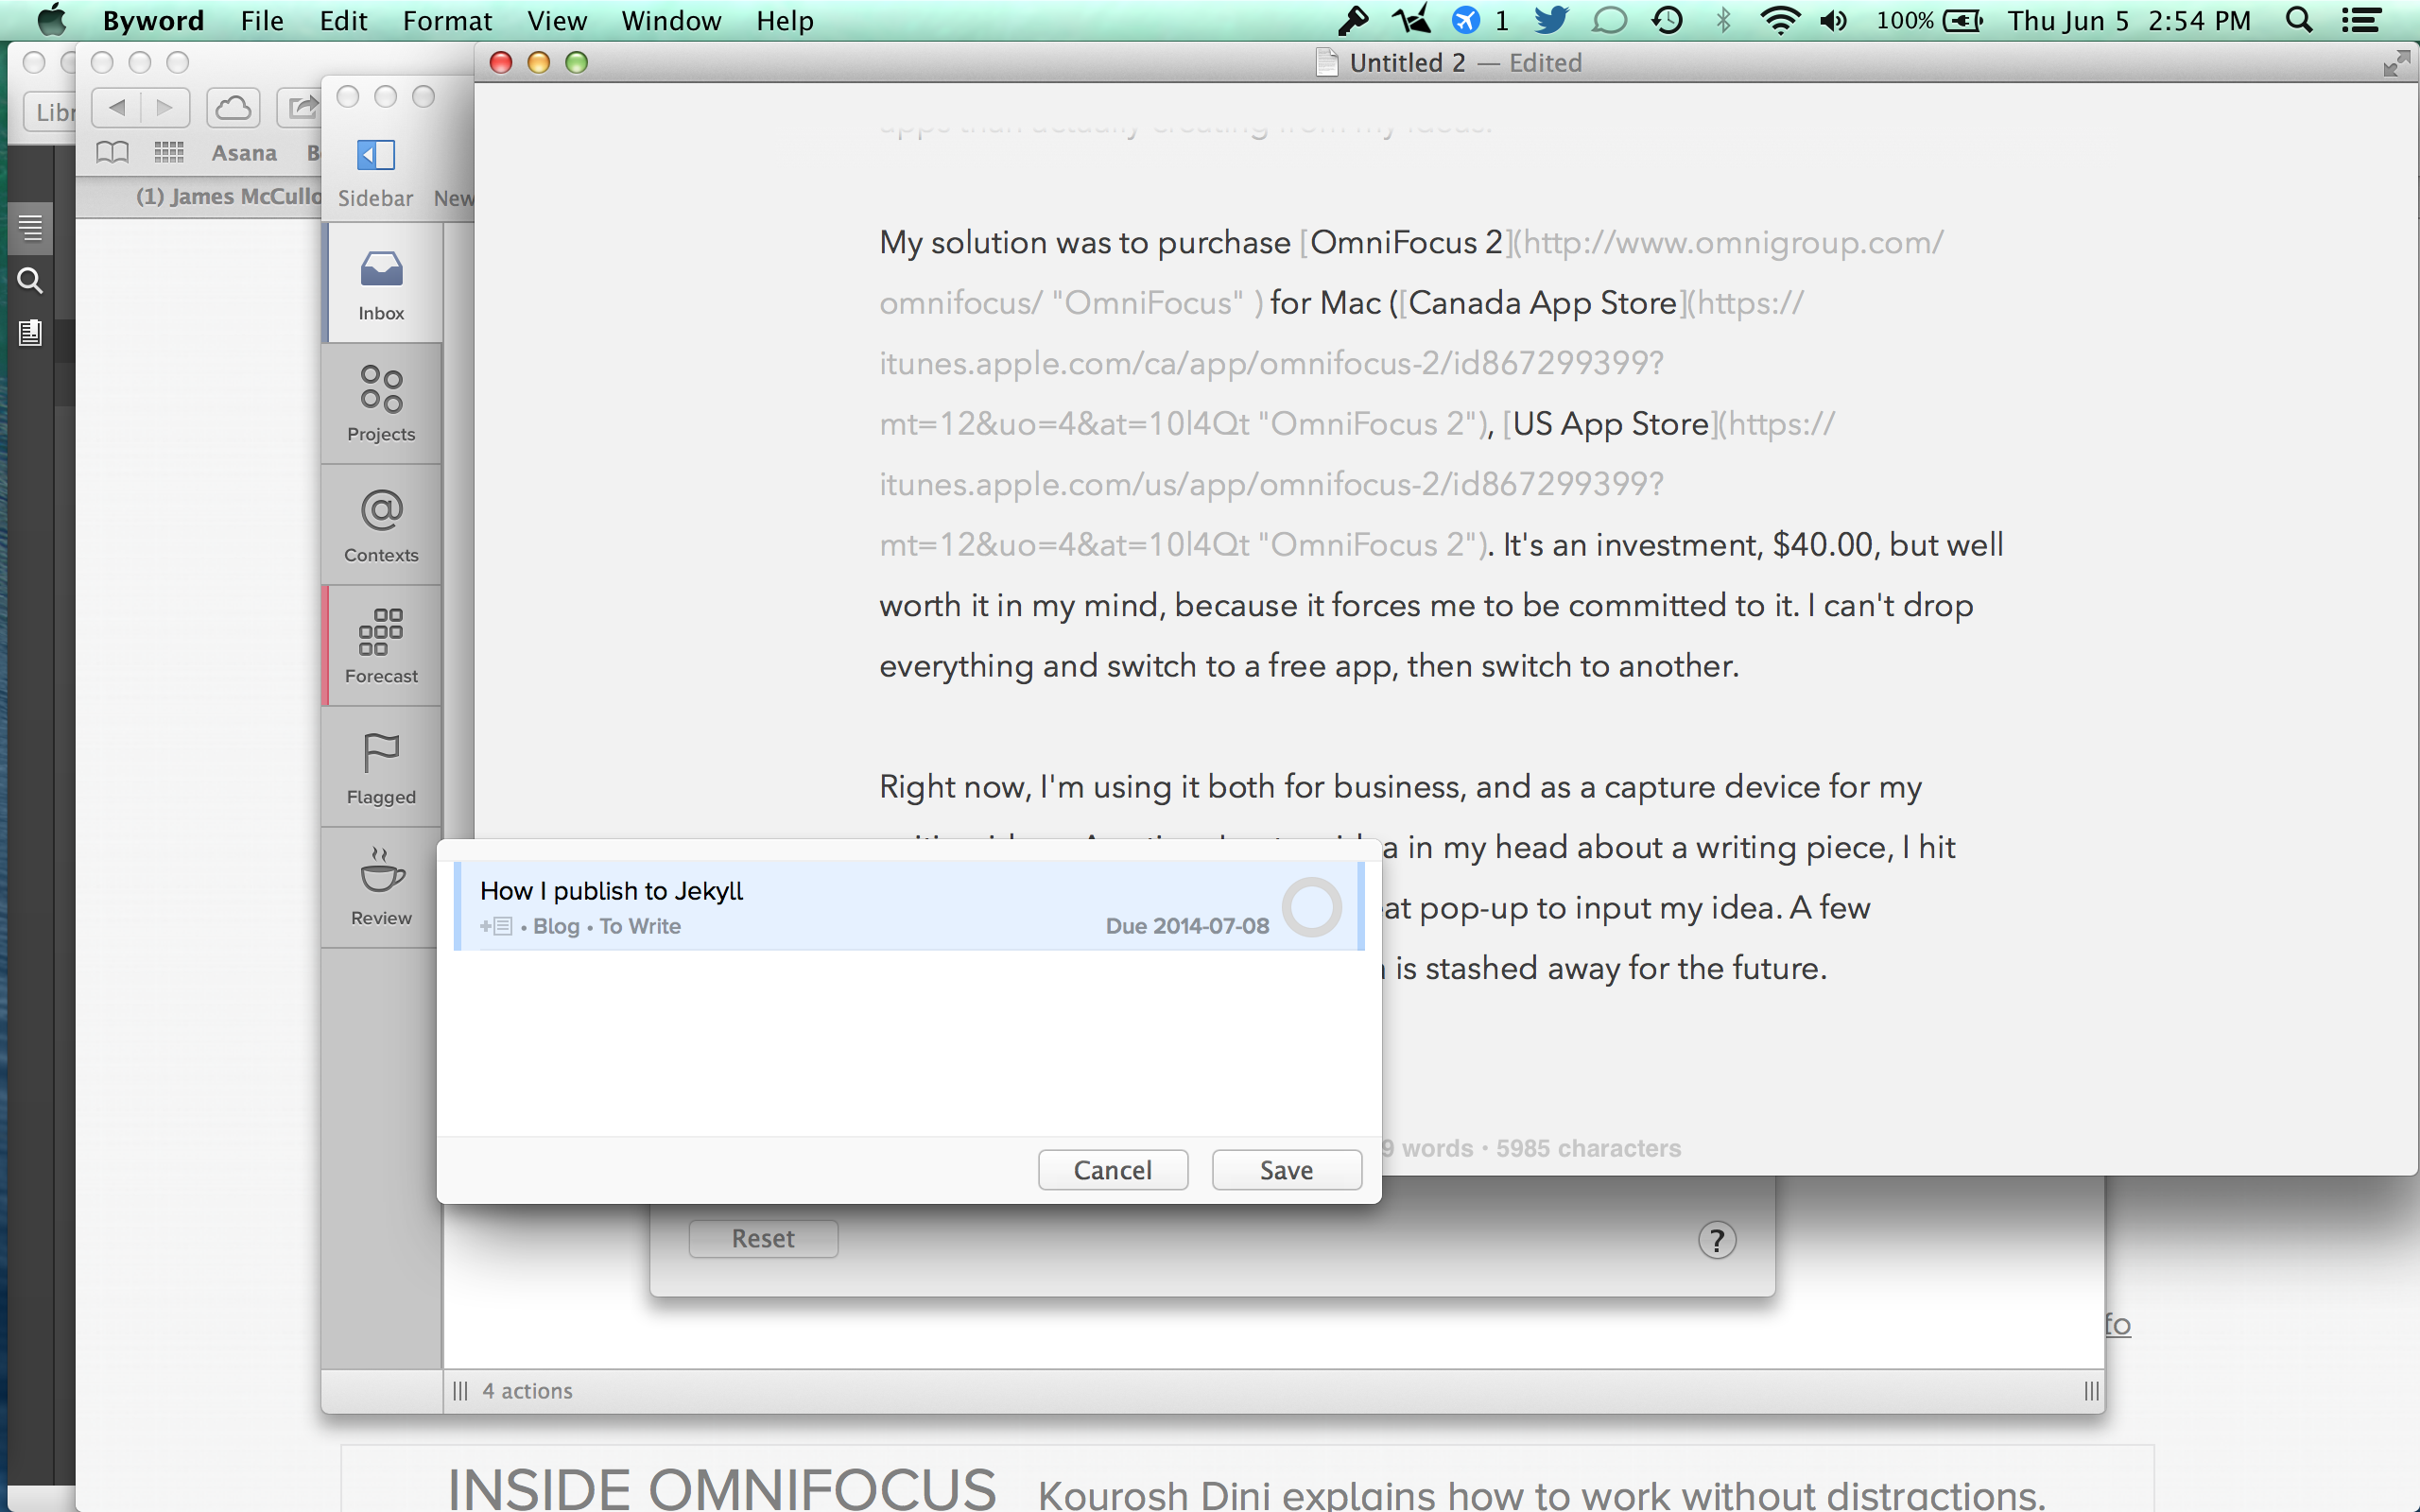 Byword File Edit Format View Window Help 1 100% Thu Jun 5 2:54 PM
Untitled 2 — Edited
Asana
(1) James McCullo
Sidebar New
Inbox
Projects
Contexts
Forecast
Flagged
Review
My solution was to purchase [OmniFocus 2](http://www.omnigroup.com/
omnifocus/ "OmniFocus" ) for Mac ([Canada App Store](https://
itunes.apple.com/ca/app/omnifocus-2/id867299399?
mt=12&uo=4&at=10l4Qt "OmniFocus 2"), [US App Store](https://
itunes.apple.com/us/app/omnifocus-2/id867299399?
mt=12&uo=4&at=10l4Qt "OmniFocus 2"). It's an investment, $40.00, but well
worth it in my mind, because it forces me to be committed to it. I can't drop
everything and switch to a free app, then switch to another.
Right now, I'm using it both for business, and as a capture device for my
in my head about a writing piece, I hit
pop-up to input my idea. A few
is stashed away for the future.
9 words • 5985 characters
How I publish to Jekyll
• Blog • To Write Due 2014-07-08
Cancel Save
Reset ?
4 actions
INSIDE OMNIFOCUS Kourosh Dini explains how to work without distractions.